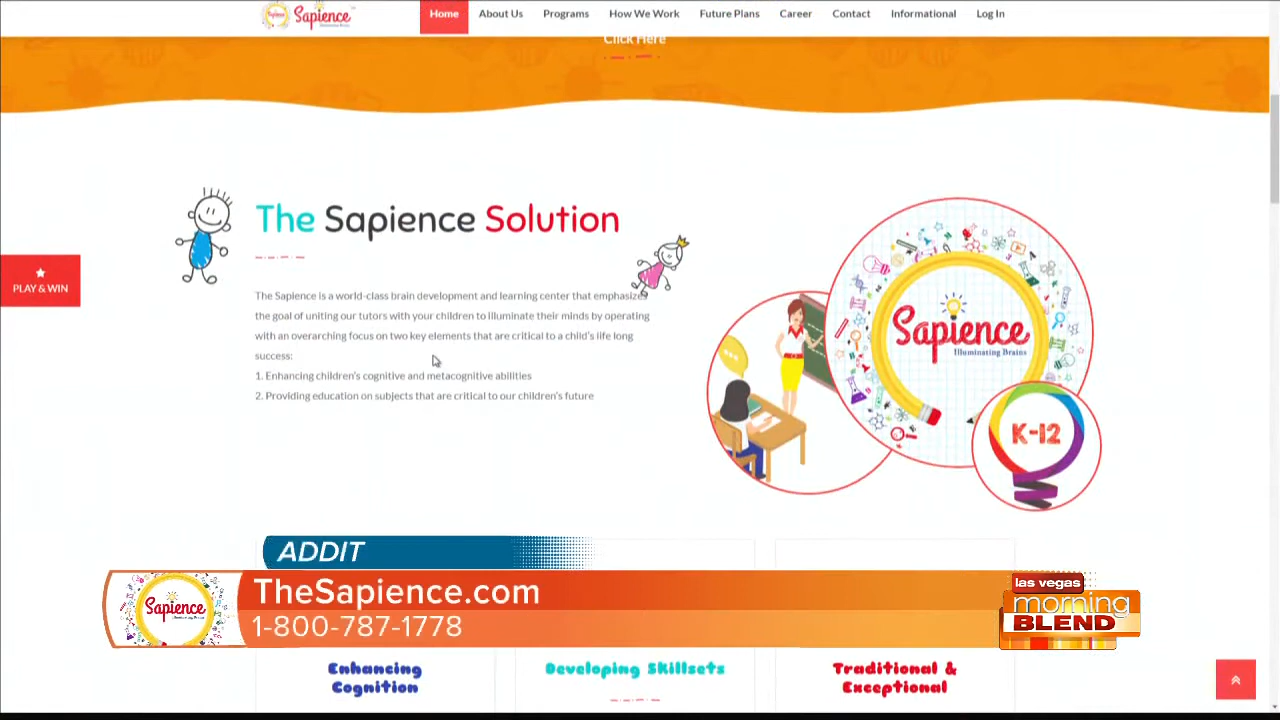 Sapience
Home
About Us
Programs
How We Work
Future Plans
Career
Contact
Informational
Log In
Click Here
The Sapience Solution
PLAY & WIN
The Sapience is a world-class brain development and learning center that emphasizes
the goal of uniting our tutors with your children to illuminate their minds by operating
with an overarching focus on two key elements that are critical to a child's life long
success:
1. Enhancing children's cognitive and metacognitive abilities
2. Providing education on subjects that are critical to our children's future
Sapience
Illuminating Brains
K-12
ADDIT
TheSapience.com
1-800-787-1778
Sapience
Illuminating Brains
las vegas
morning
BLEND
Enhancing
Cognition
Developing Skillsets
Traditional &
Exceptional